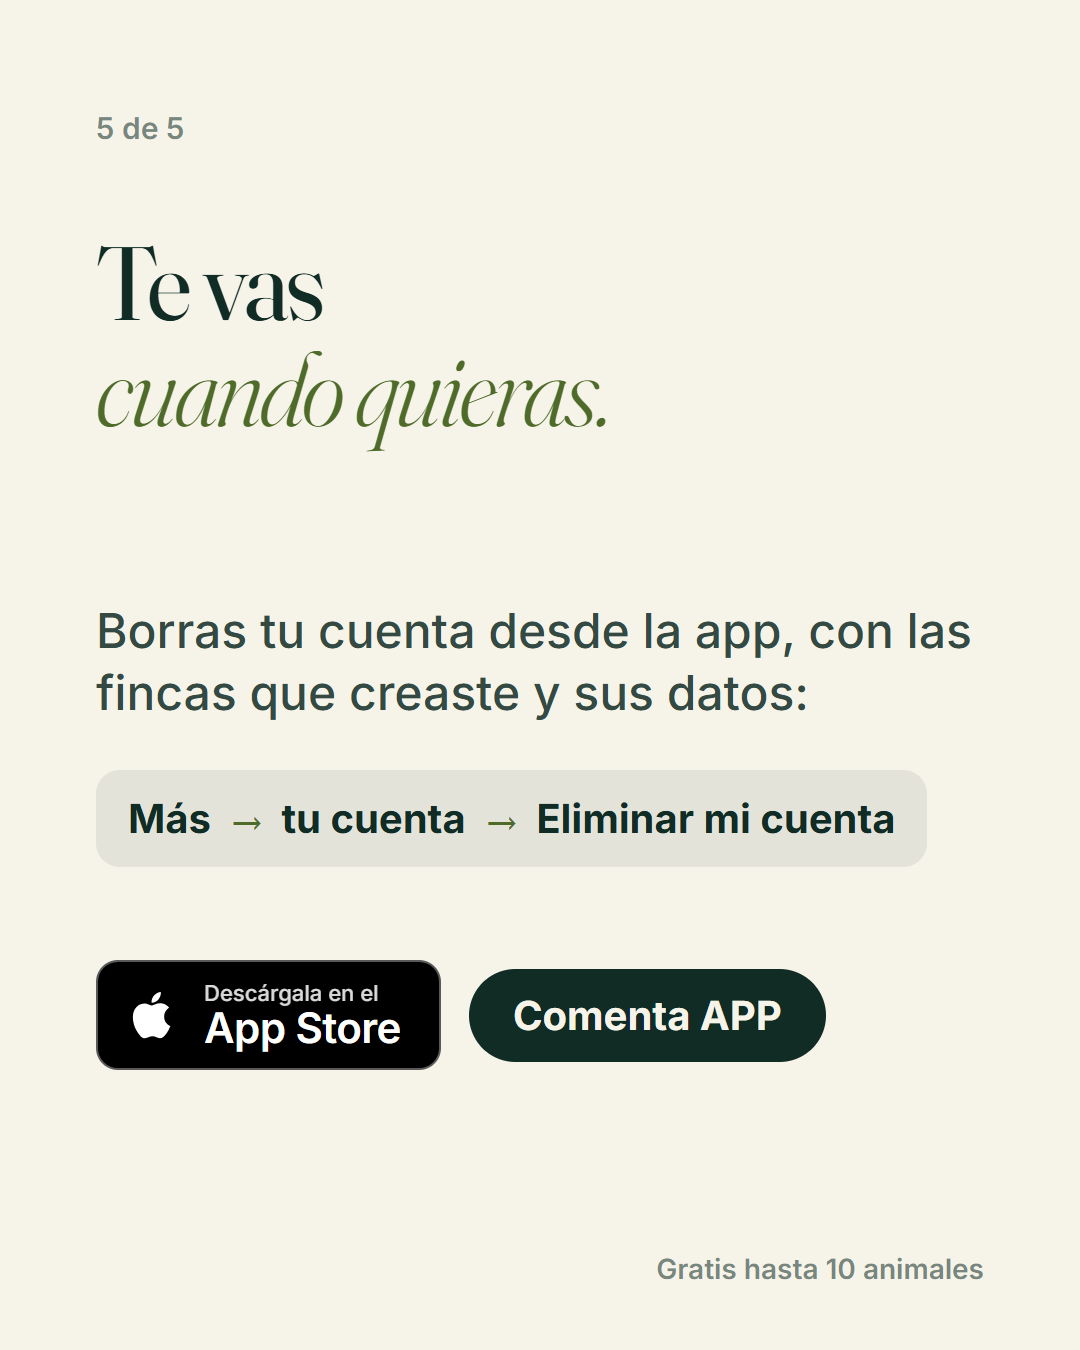 5 de 5
Te vas
cuando quieras.
Borras tu cuenta desde la app, con las
fincas que creaste y sus datos:
Más → tu cuenta → Eliminar mi cuenta
Descárgala en el
App Store
Comenta APP
Gratis hasta 10 animales